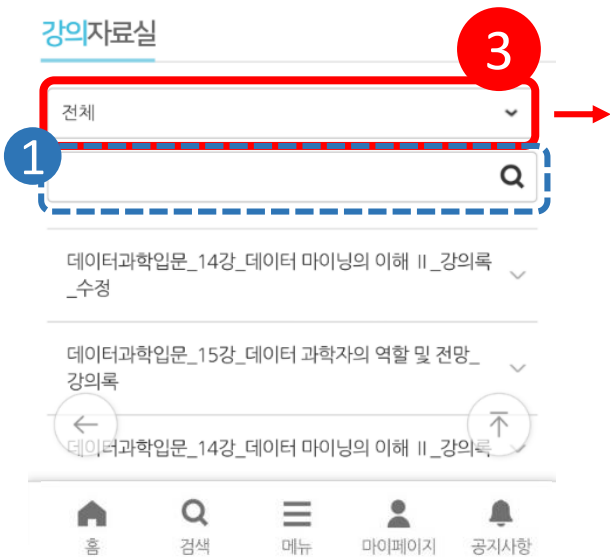 강의자료실
3
전체
1
데이터과학입문_14강_데이터 마이닝의 이해 Ⅱ_강의록
_수정
데이터과학입문_15강_데이터 과학자의 역할 및 전망_
강의록
데이터과학입문_14강_데이터 마이닝의 이해 Ⅱ_강의록
홈
검색
메뉴
마이페이지
공지사항